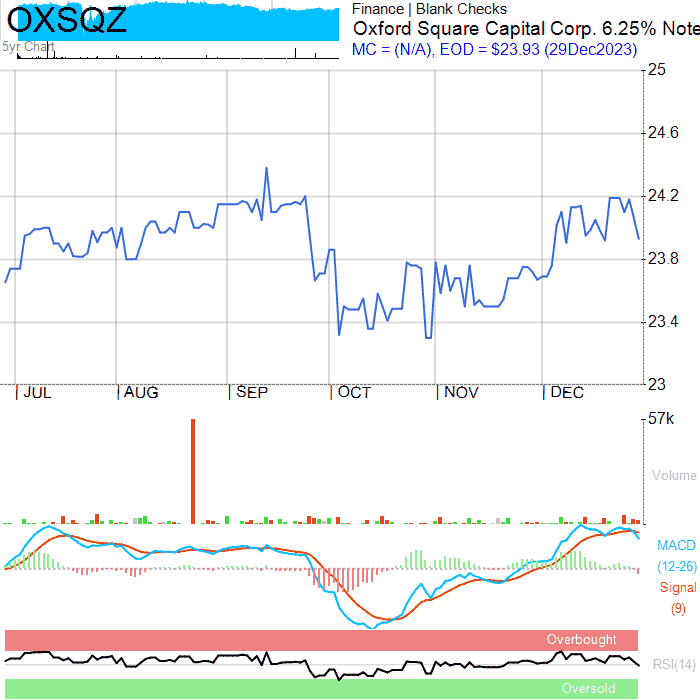 OXSQZ
5yr Chart
Finance | Blank Checks
Oxford Square Capital Corp. 6.25% Note
MC = (N/A), EOD = $23.93 (29Dec2023)
25
24.6
24.2
23.8
23.4
23
JUL AUG SEP OCT NOV DEC
57k
Volume
MACD
(12-26)
Signal
(9)
Overbought
RSI(14)
Oversold